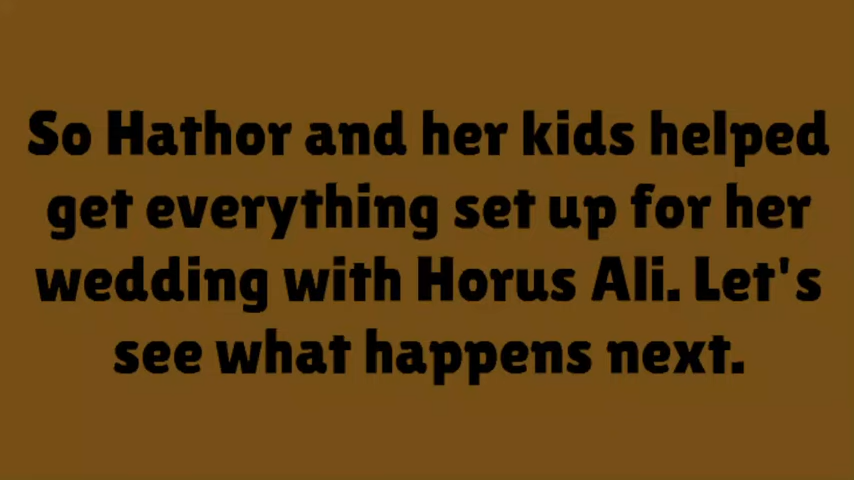 So Hathor and her kids helped
get everything set up for her
wedding with Horus Ali. Let's
see what happens next.